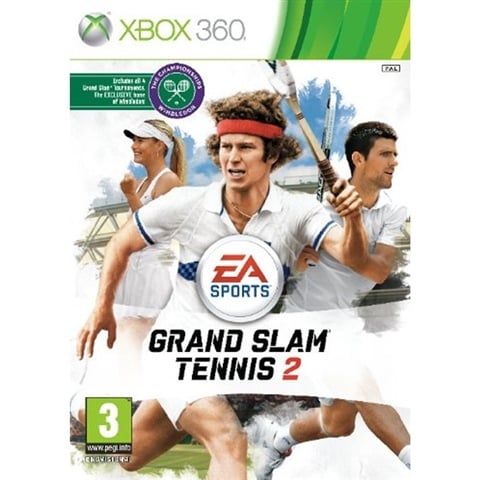 XBOX 360
PAL
Includes all 4
Grand Slam® Tournaments.
The EXCLUSIVE home
of Wimbledon
THE CHAMPIONSHIPS
WIMBLEDON
EA
SPORTS
GRAND SLAM
TENNIS 2
3
www.pegi.info